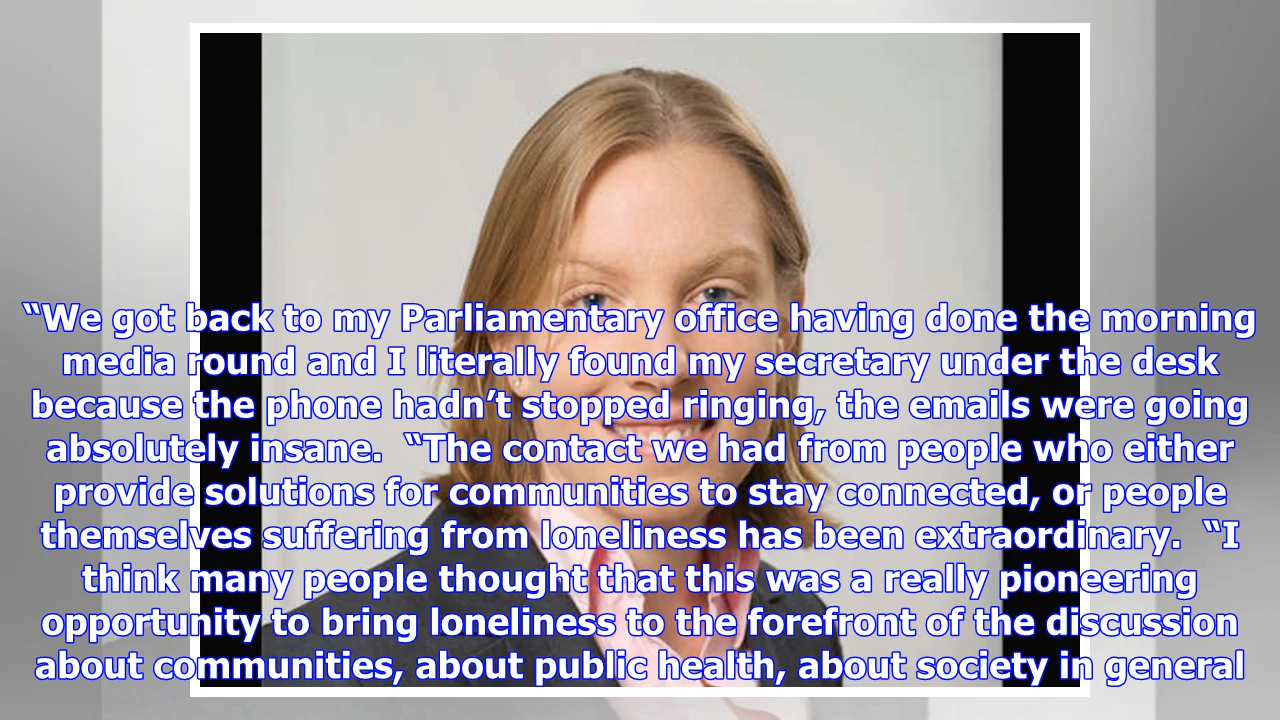 “We got back to my Parliamentary office having done the morning
media round and I literally found my secretary under the desk
because the phone hadn’t stopped ringing, the emails were going
absolutely insane.  “The contact we had from people who either
provide solutions for communities to stay connected, or people
themselves suffering from loneliness has been extraordinary.  “I
think many people thought that this was a really pioneering
opportunity to bring loneliness to the forefront of the discussion
about communities, about public health, about society in general